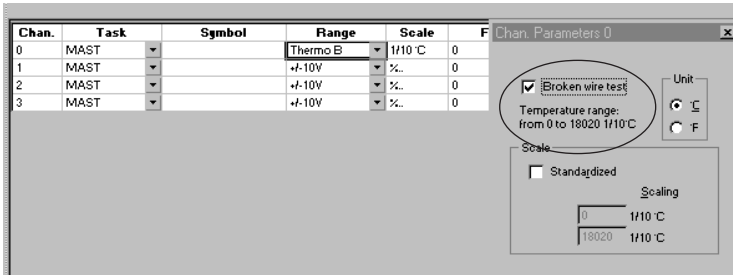 Chan. Task Symbol Range Scale F
0 MAST Thermo B 1/10 °C 0
1 MAST +/-10V %.. 0
2 MAST +/-10V %.. 0
3 MAST +/-10V %.. 0
Chan. Parameters 0
Broken wire test
Temperature range:
from 0 to 18020 1/10°C
Unit
°C
°F
Scale
Standardized
Scaling
0 1/10 °C
18020 1/10 °C